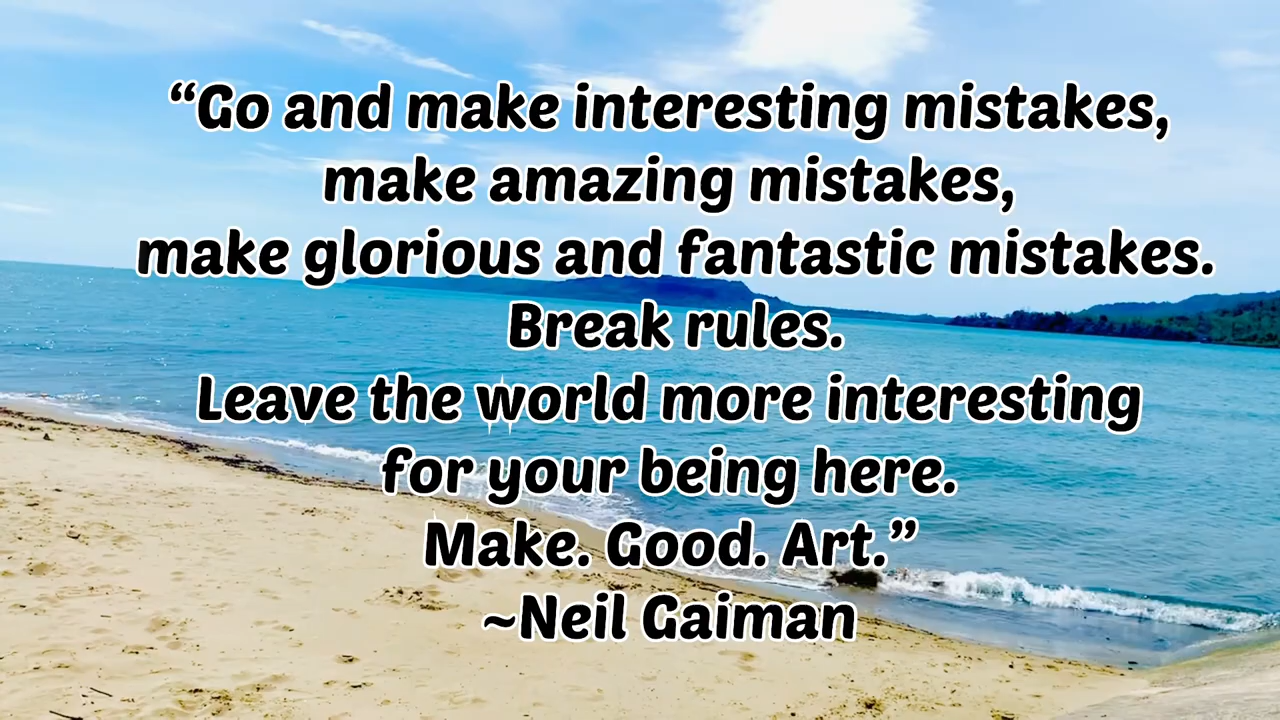 “Go and make interesting mistakes,
make amazing mistakes,
make glorious and fantastic mistakes.
Break rules.
Leave the world more interesting
for your being here.
Make. Good. Art.”
~Neil Gaiman